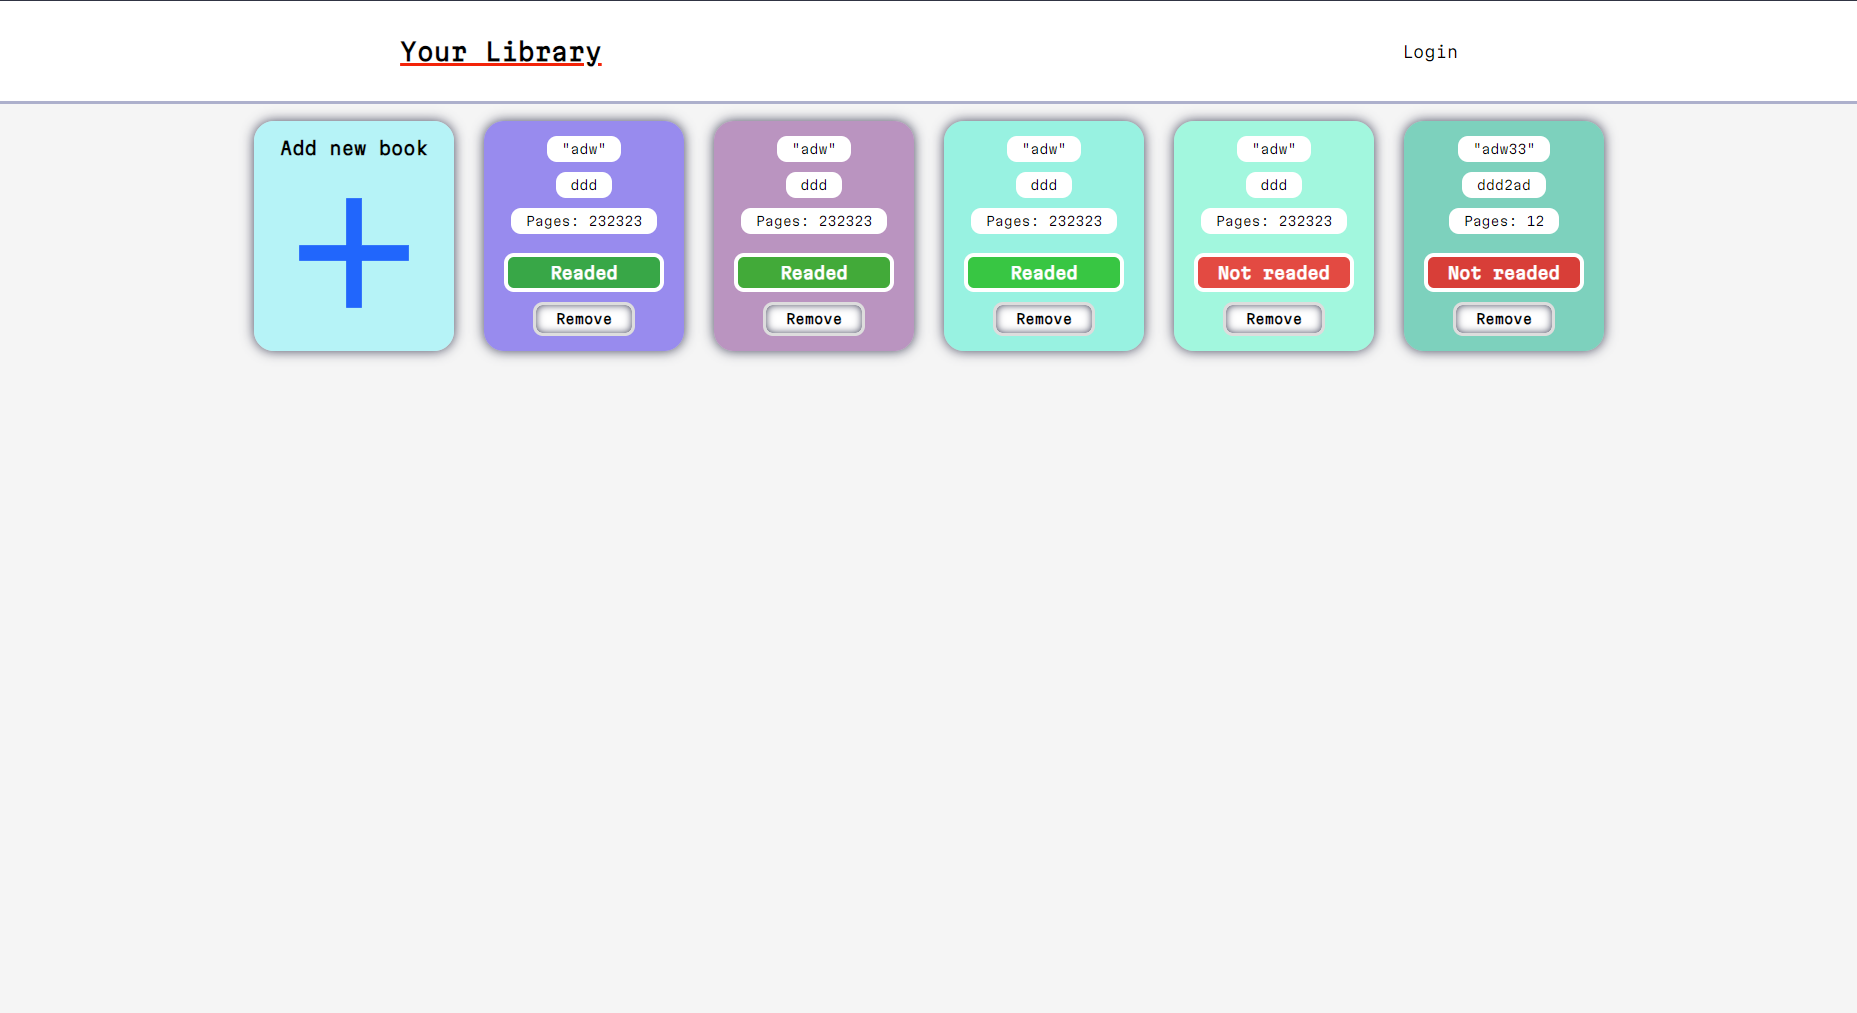 Your Library
Login
Add new book
"adw"
ddd
Pages: 232323
Readed
Remove
"adw"
ddd
Pages: 232323
Readed
Remove
"adw"
ddd
Pages: 232323
Readed
Remove
"adw"
ddd
Pages: 232323
Not readed
Remove
"adw33"
ddd2ad
Pages: 12
Not readed
Remove